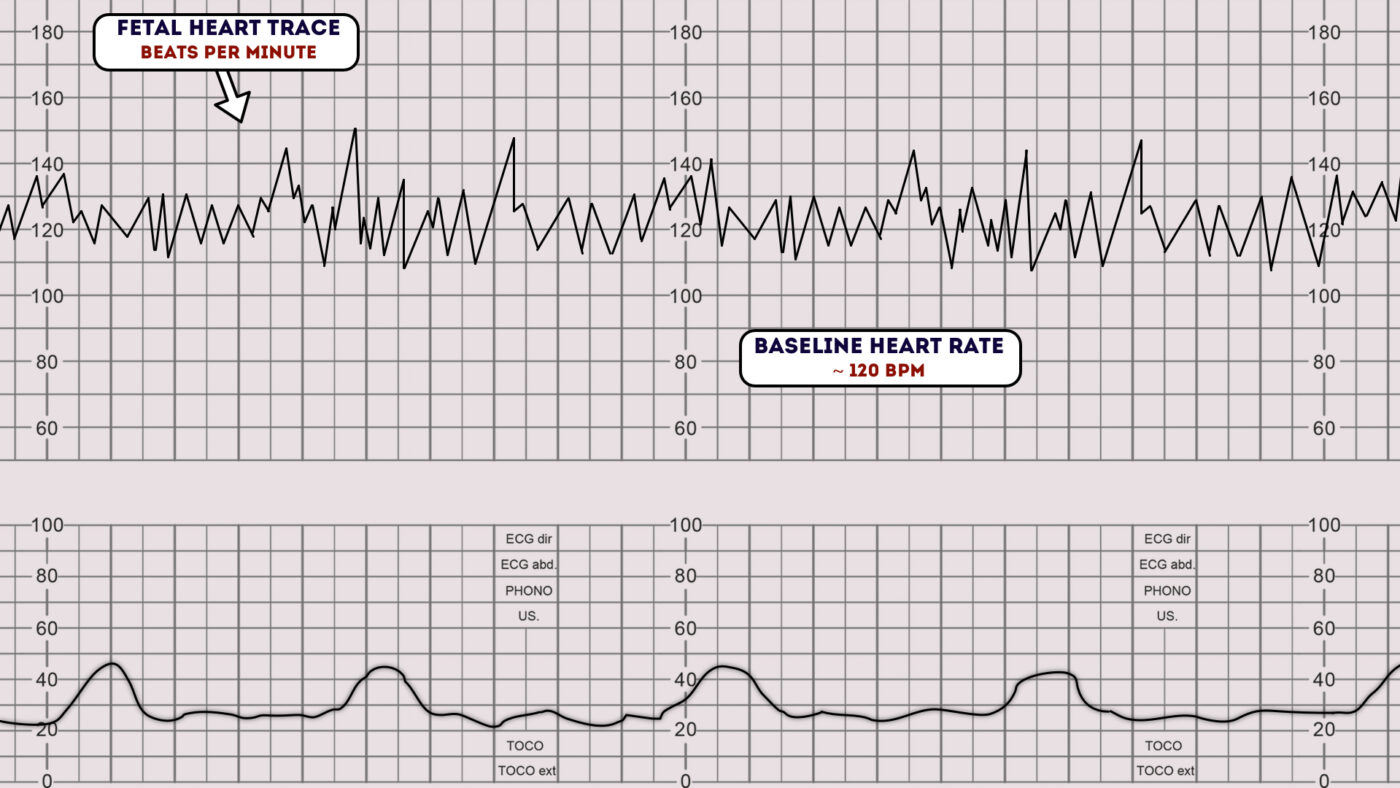 FETAL HEART TRACE
BEATS PER MINUTE
180 180 180
160 160 160
140 140 140
120 120 120
100 100 100
BASELINE HEART RATE
~ 120 BPM
80 80 80
60 60 60
100 100 100
ECG dir ECG dir
ECG abd. ECG abd.
80 80 80
PHONO PHONO
US. US.
60 60 60
40 40 40
20 20 20
TOCO TOCO
TOCO ext TOCO ext
0 0 0